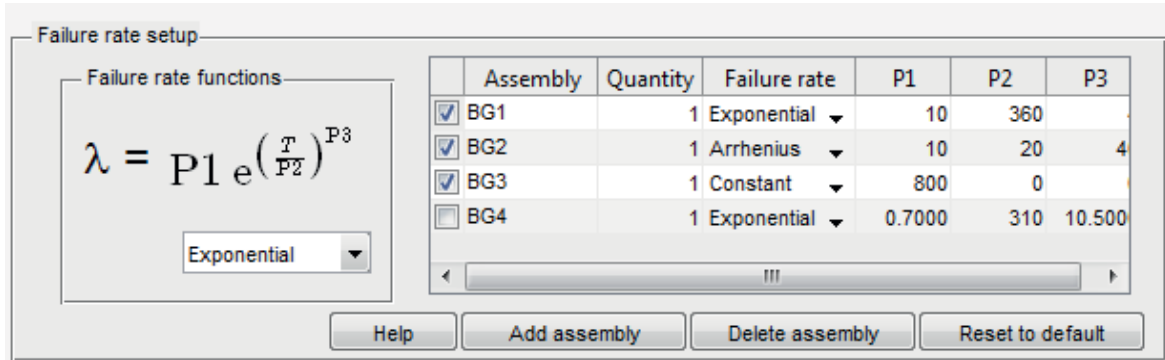 Failure rate setup
Failure rate functions
λ = P1 e^(T/P2)^P3
Exponential
Assembly Quantity Failure rate P1 P2 P3
BG1 1 Exponential 10 360
BG2 1 Arrhenius 10 20
BG3 1 Constant 800 0
BG4 1 Exponential 0.7000 310 10.500
Help Add assembly Delete assembly Reset to default